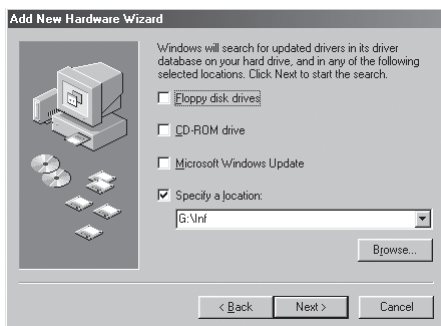 Add New Hardware Wizard
Windows will search for updated drivers in its driver
database on your hard drive, and in any of the following
selected locations. Click Next to start the search.
Floppy disk drives
CD-ROM drive
Microsoft Windows Update
Specify a location:
G:\Inf
Browse...
< Back
Next >
Cancel